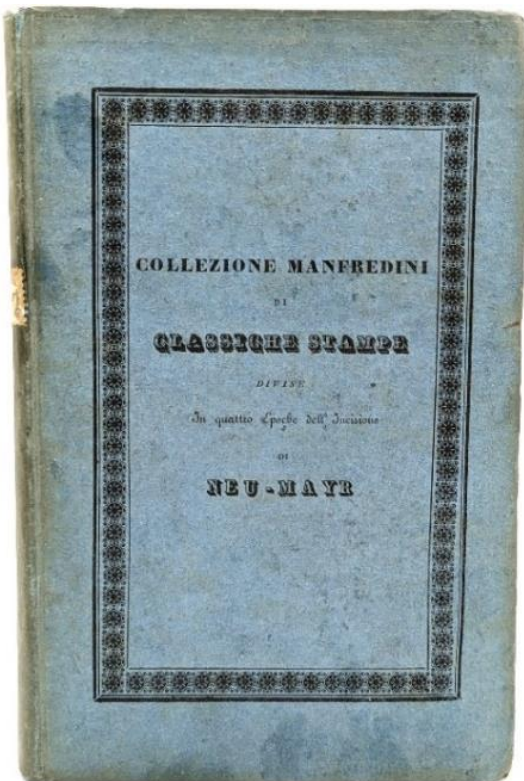 COLLEZIONE MANFREDINI
DI
CLASSICHE STAMPE
DIVISE
In quattro Epoche dell' Incisione
DI
NEU-MAYR